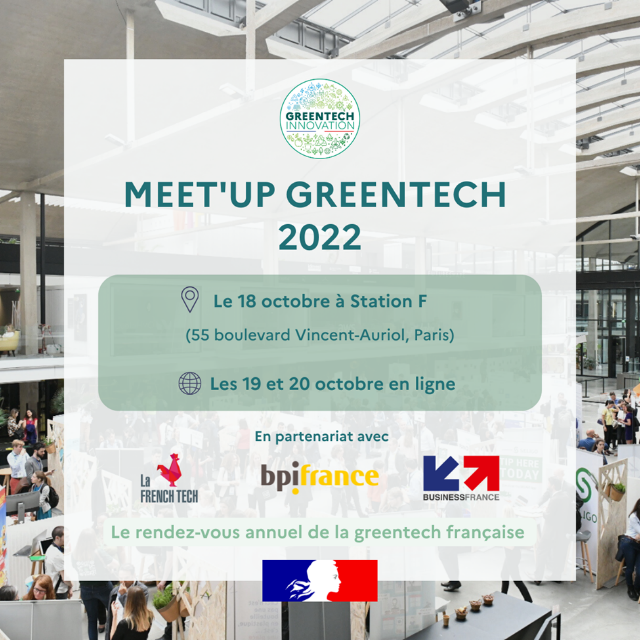 GREENTECH
INNOVATION
MEET'UP GREENTECH
2022
Le 18 octobre à Station F
(55 boulevard Vincent-Auriol, Paris)
Les 19 et 20 octobre en ligne
En partenariat avec
La
FRENCH TECH
bpifrance
BUSINESSFRANCE
Le rendez-vous annuel de la greentech française